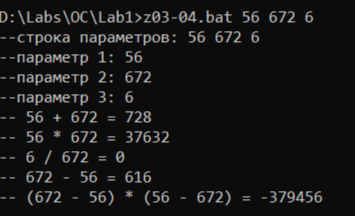 D:\Labs\OC\Lab1>z03-04.bat 56 672 6
--строка параметров: 56 672 6
--параметр 1: 56
--параметр 2: 672
--параметр 3: 6
-- 56 + 672 = 728
-- 56 * 672 = 37632
-- 6 / 672 = 0
-- 672 - 56 = 616
-- (672 - 56) * (56 - 672) = -379456